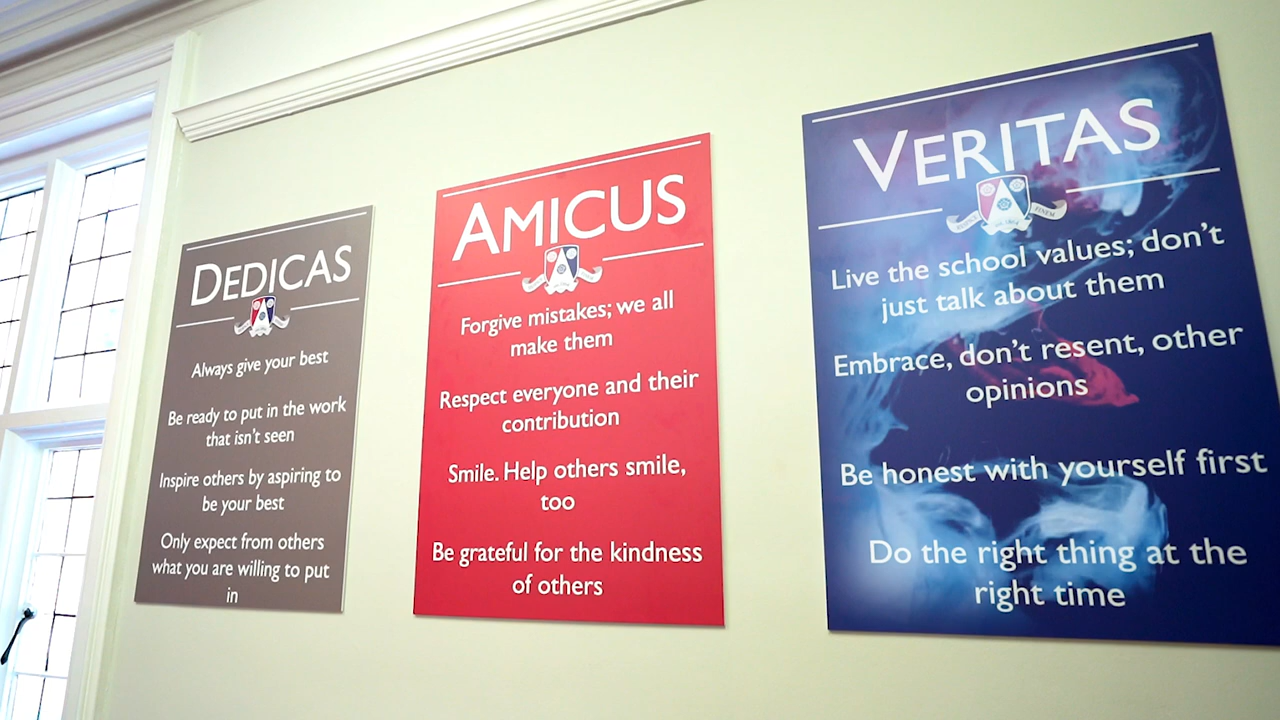 DEDICAS
Always give your best
Be ready to put in the work
that isn't seen
Inspire others by aspiring to
be your best
Only expect from others
what you are willing to put
in
AMICUS
Forgive mistakes; we all
make them
Respect everyone and their
contribution
Smile. Help others smile,
too
Be grateful for the kindness
of others
VERITAS
FINEM
Live the school values; don't
just talk about them
Embrace, don't resent, other
opinions
Be honest with yourself first
Do the right thing at the
right time